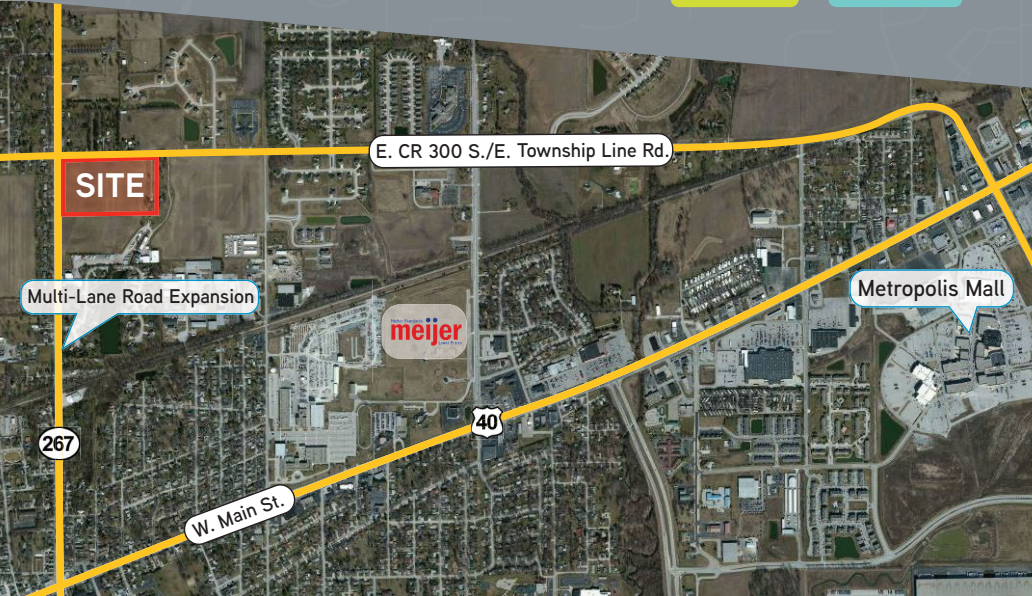 E. CR 300 S./E. Township Line Rd.
SITE
Multi-Lane Road Expansion
Metropolis Mall
meijer
40
267
W. Main St.